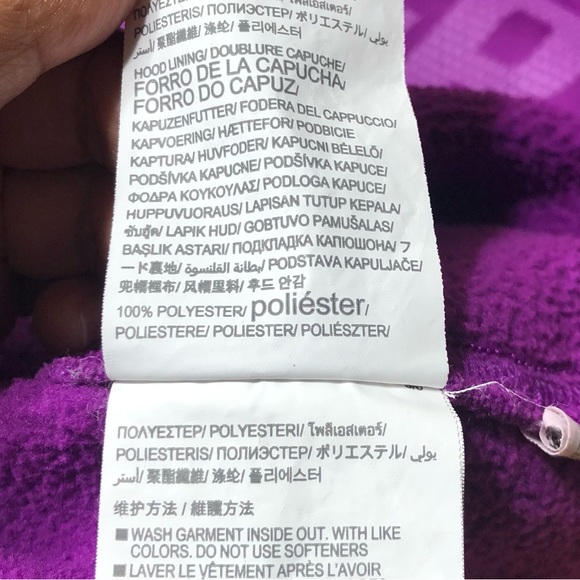 ΠΟΛΥΕΣΤΕΡ/
POLIESTERIS/ ПОЛИЭСТЕР/ ポリエステル/ بولي
أستر/ 聚酯纖維/ 涤纶/ 폴리에스터
HOOD LINING/ DOUBLURE CAPUCHE/
FORRO DE LA CAPUCHA/
FORRO DO CAPUZ/
KAPUZENFUTTER/ FODERA DEL CAPPUCCIO/
KAPVOERING/ HÆTTEFOR/ PODBICIE
KAPTURA/ HUVFODER/ KAPUCNI BÉLELŐ/
PODŠÍVKA KAPUCNE/ PODŠÍVKA KAPUCE/
ΦΟΔΡΑ ΚΟΥΚΟΥΛΑΣ/ PODLOGA KAPUCE/
HUPPUVUORAUS/ LAPISAN TUTUP KEPALA/
ซับฮู้ด/ LAPIK HUD/ GOBTUVO PAMUŠALAS/
BAŞLIK ASTARI/ ПОДКЛАДКА КАПЮШОНА/ フ
ード裏地/ بطانة القلنسوة/ PODSTAVA KAPULJAČE/
兜帽裡布/ 风帽里料/ 후드 안감
100% POLYESTER/ poliéster/
POLIESTERE/ POLIESTER/ POLIÉSZTER/
ΠΟΛΥΕΣΤΕΡ/ POLYESTERI/ โพลีเอสเตอร์/
POLIESTERIS/ ПОЛИЭСТЕР/ ポリエステル/ بولي
أستر/ 聚酯纖維/ 涤纶/ 폴리에스터
维护方法/ 維護方法/
■ WASH GARMENT INSIDE OUT. WITH LIKE
COLORS. DO NOT USE SOFTENERS
■ LAVER LE VÊTEMENT APRÈS L'AVOIR